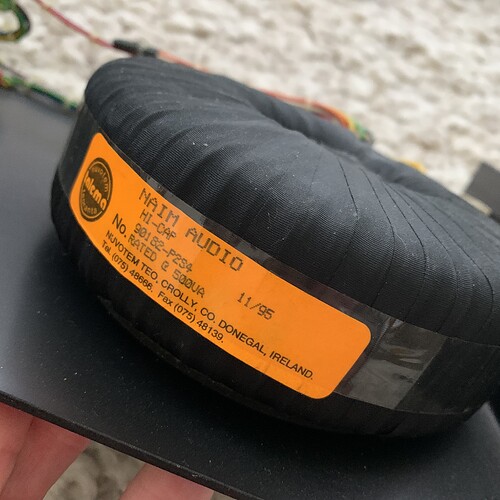 NAIM AUDIO
HI-CAP
90182-P2S4
No. RATED @ 500VA 11/95
NUVOTEM TEO, CROLLY, CO. DONEGAL, IRELAND.
Tel. (075) 48666. Fax (075) 48139.